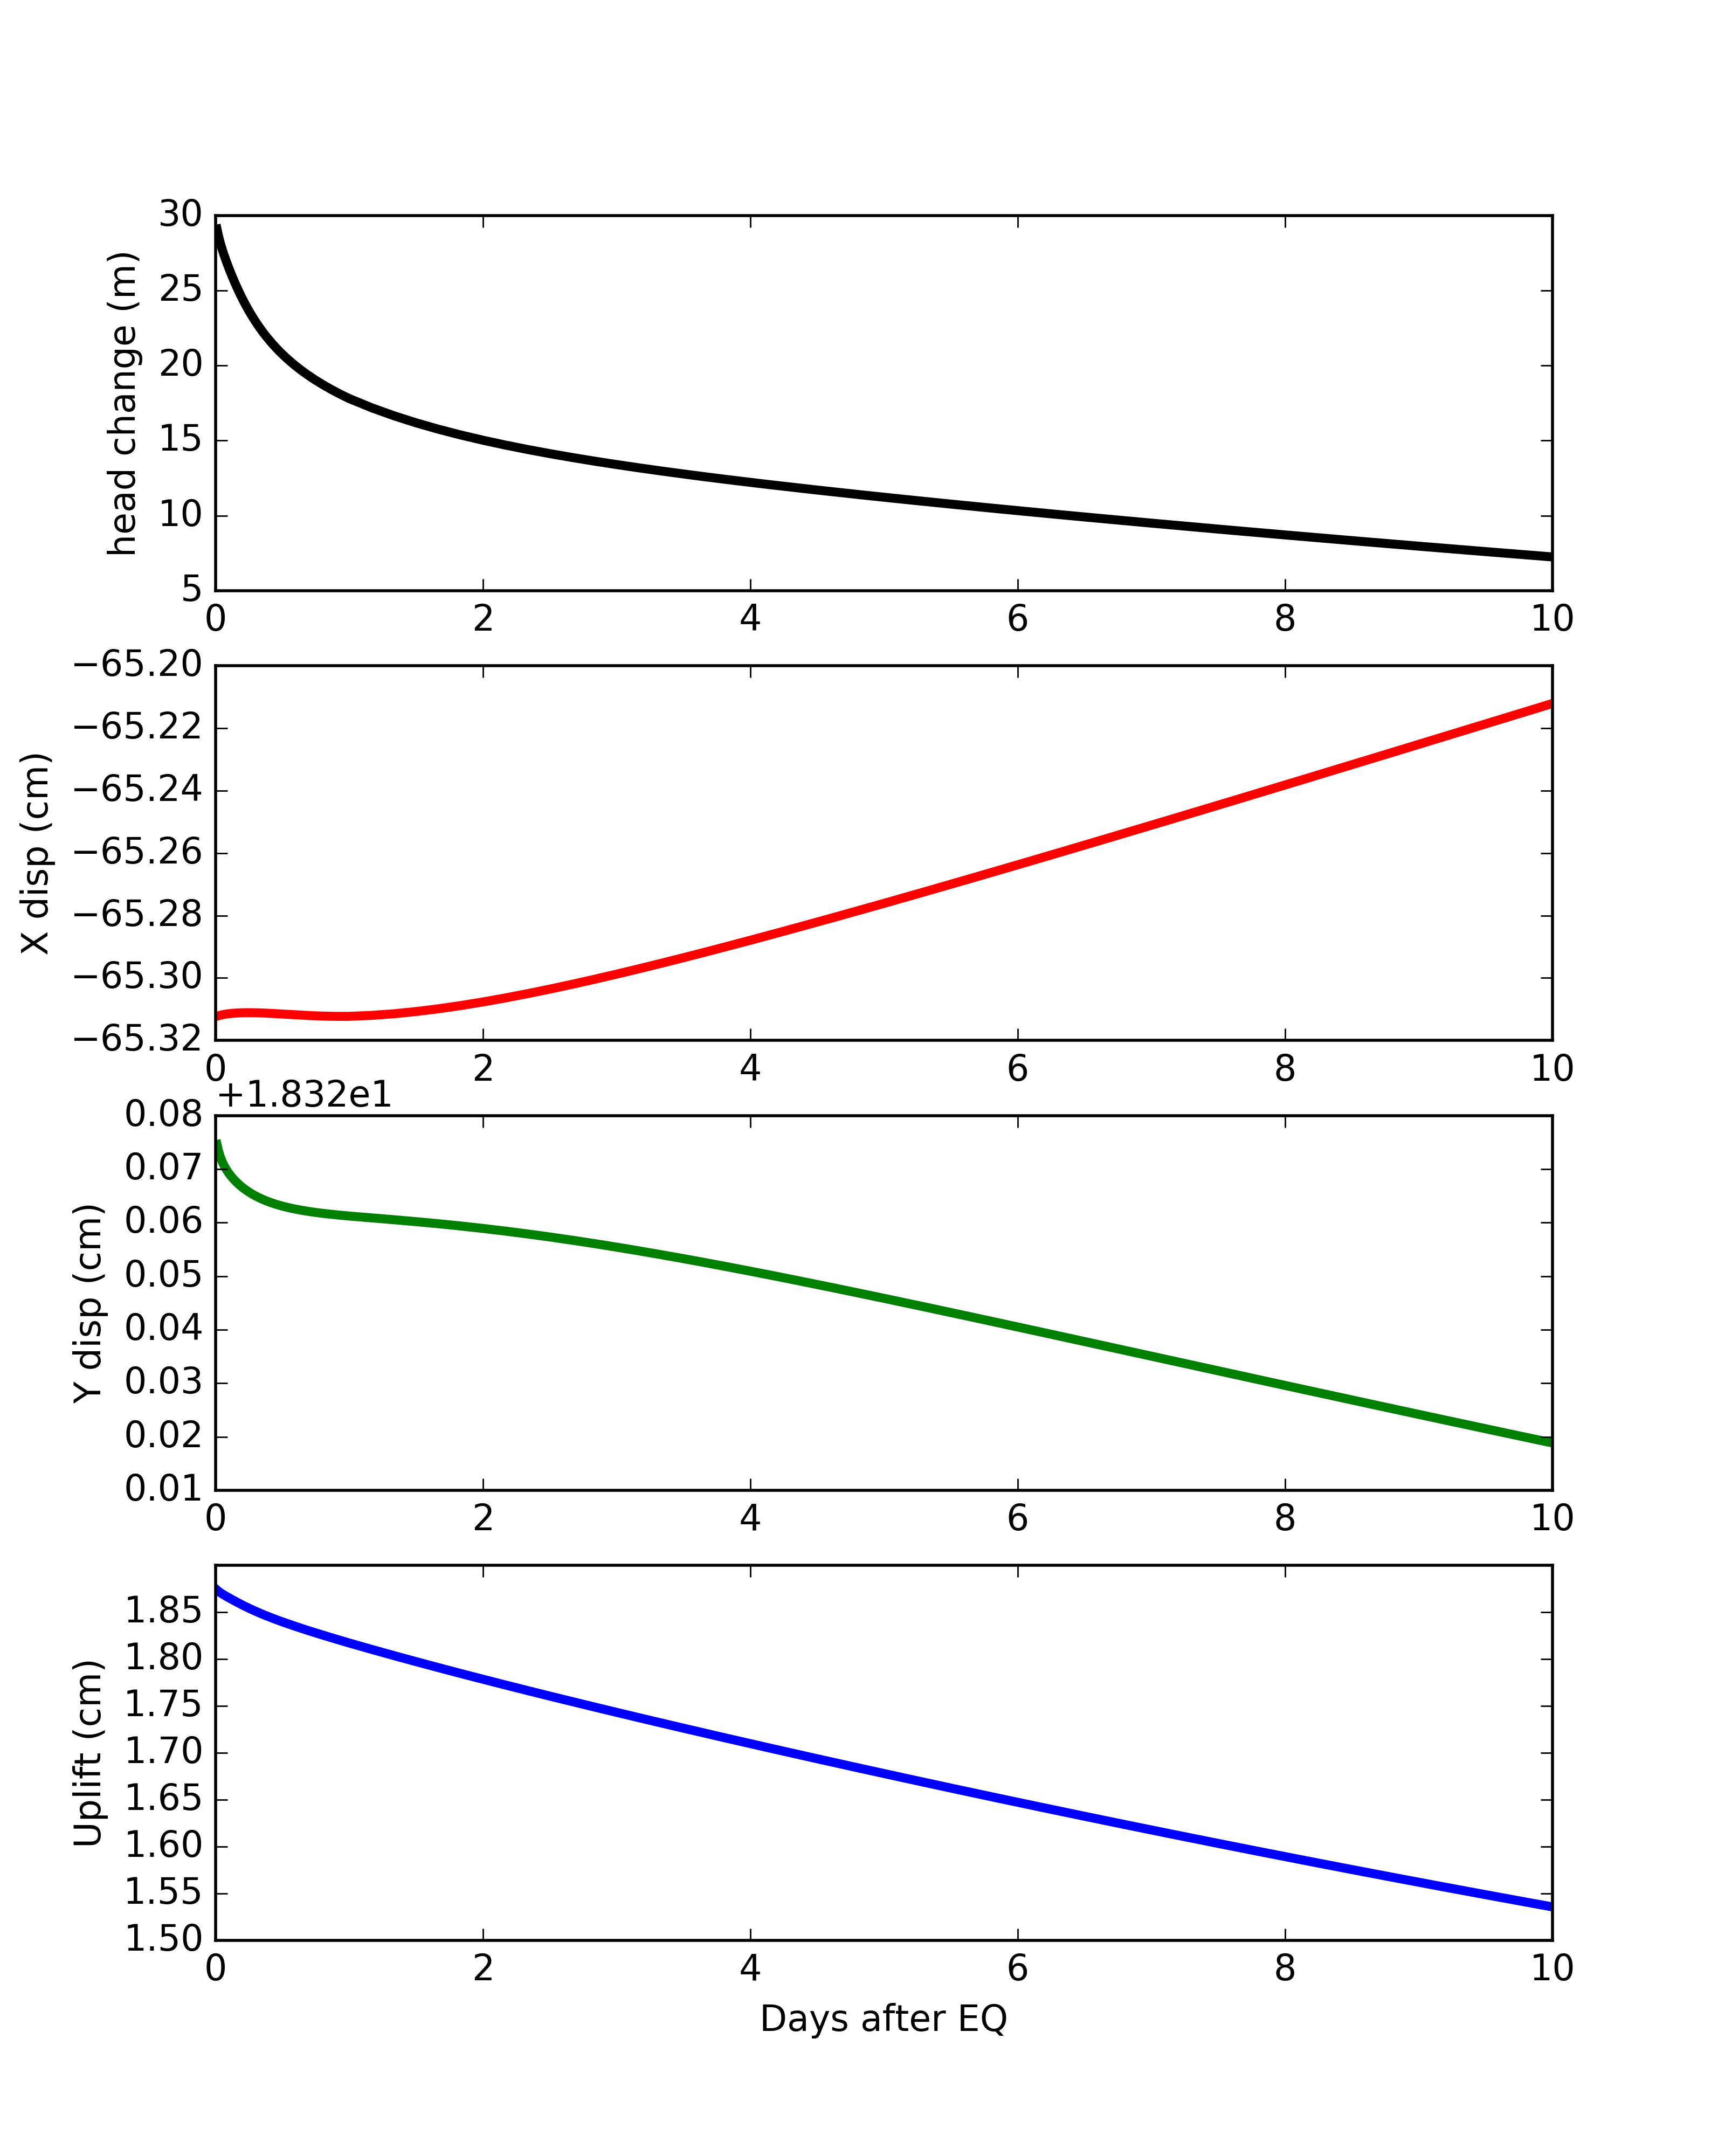 head change (m)
30
25
20
15
10
5
0 2 4 6 8 10
X disp (cm)
−65.20
−65.22
−65.24
−65.26
−65.28
−65.30
−65.32
0 2 4 6 8 10
+1.832e1
Y disp (cm)
0.08
0.07
0.06
0.05
0.04
0.03
0.02
0.01
0 2 4 6 8 10
Uplift (cm)
1.85
1.80
1.75
1.70
1.65
1.60
1.55
1.50
0 2 4 6 8 10
Days after EQ